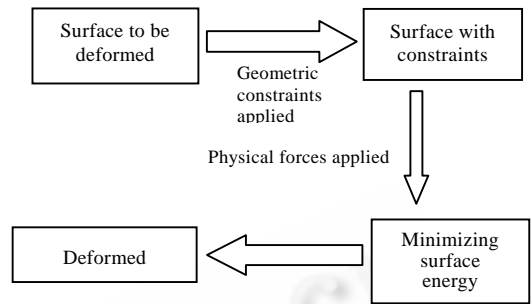 Surface to be
deformed
Surface with
constraints
Geometric
constraints
applied
Physical forces applied
Minimizing
surface
energy
Deformed